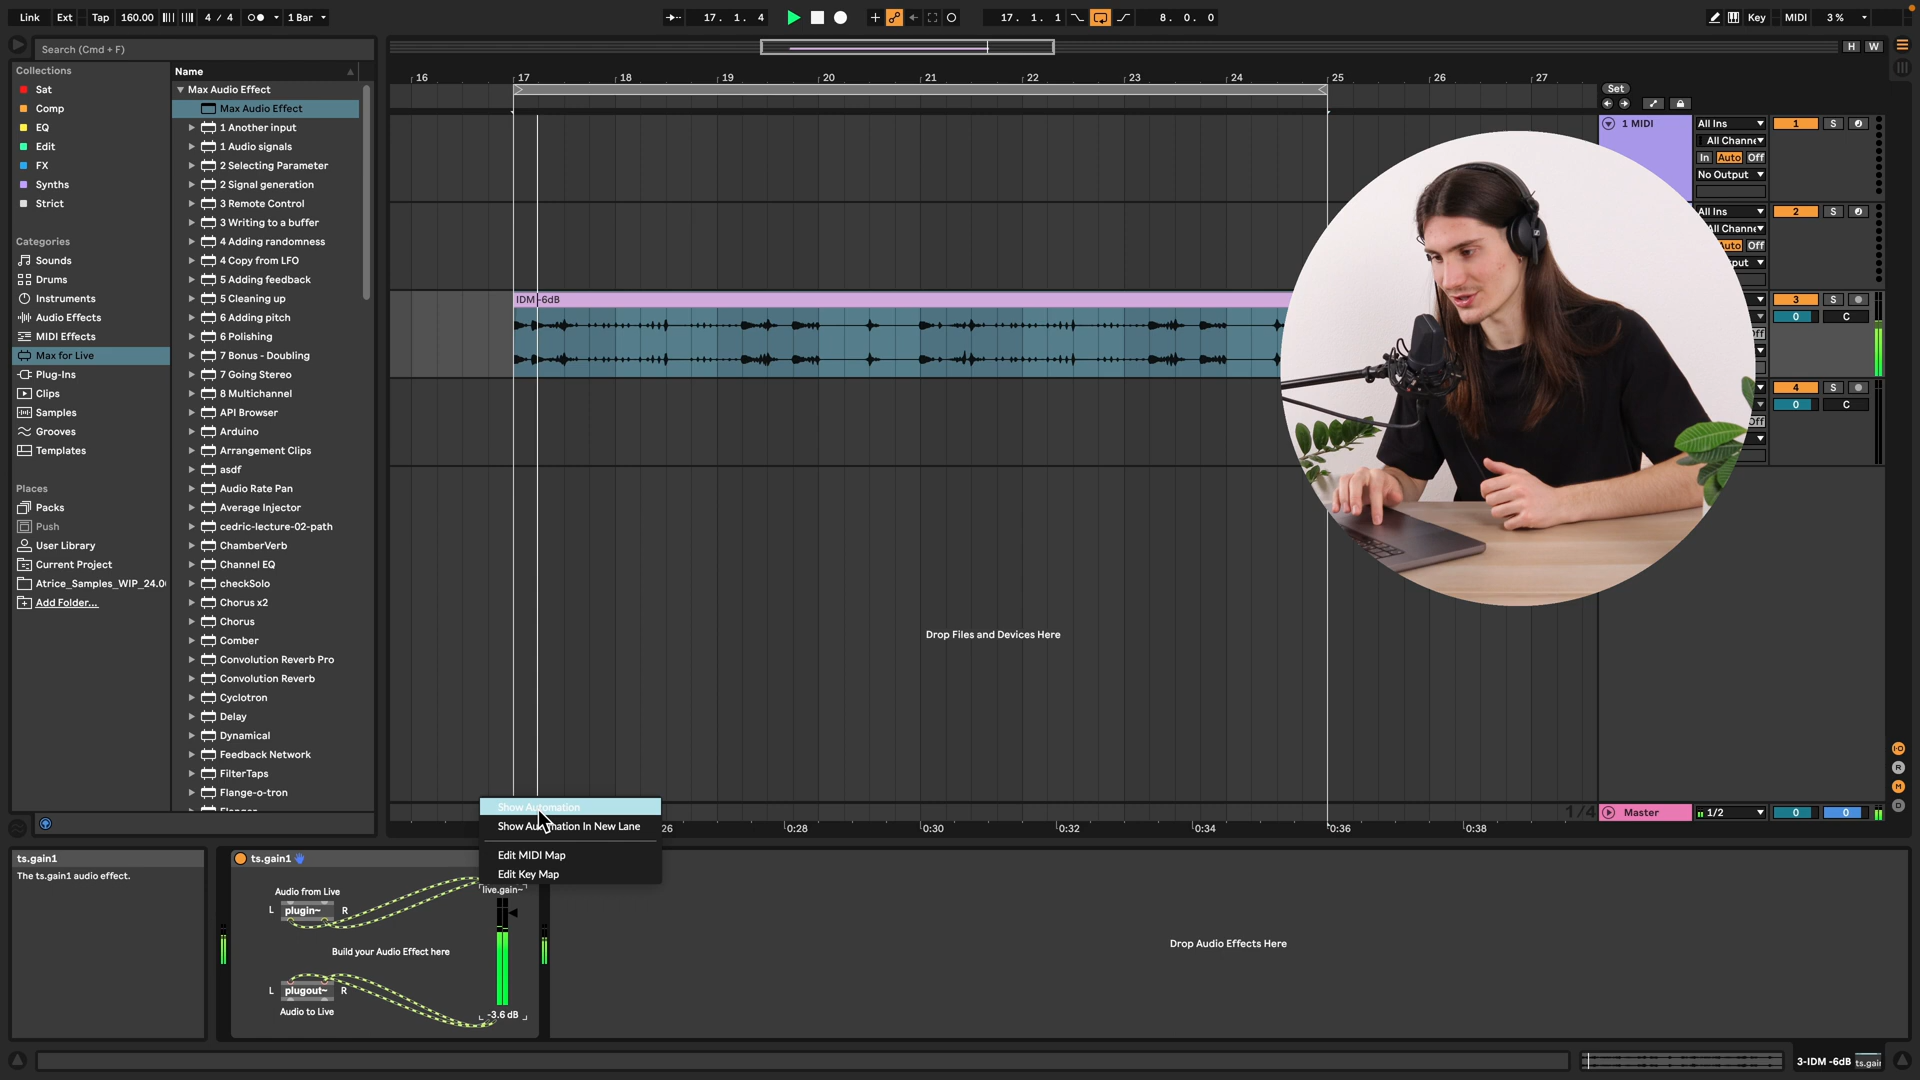 Link Ext Tap 160.00 4 / 4 1 Bar 17. 1. 4 17. 1. 1 8. 0. 0 Key MIDI 3 %
Search (Cmd + F)
H W
Collections
Sat
Comp
EQ
Edit
FX
Synths
Strict
Categories
Sounds
Drums
Instruments
Audio Effects
MIDI Effects
Max for Live
Plug-Ins
Clips
Samples
Grooves
Templates
Places
Packs
Push
User Library
Current Project
Atrice_Samples_WIP_24.0
Add Folder...
Name
Max Audio Effect
Max Audio Effect
1 Another input
1 Audio signals
2 Selecting Parameter
2 Signal generation
3 Remote Control
3 Writing to a buffer
4 Adding randomness
4 Copy from LFO
5 Adding feedback
5 Cleaning up
6 Adding pitch
6 Polishing
7 Bonus - Doubling
7 Going Stereo
8 Multichannel
API Browser
Arduino
Arrangement Clips
asdf
Audio Rate Pan
Average Injector
cedric-lecture-02-path
ChamberVerb
Channel EQ
checkSolo
Chorus x2
Chorus
Comber
Convolution Reverb Pro
Convolution Reverb
Cyclotron
Delay
Dynamical
Feedback Network
FilterTaps
Flange-o-tron
16 17 18 19 20 21 22 23 24 25 26 27
Set
1 MIDI All Ins 1 S
All Channe
In Auto Off
No Output
All Ins 2 S
All Channe
Auto Off
put
IDM -6dB
3 S
0 C
4 S
0 C
Drop Files and Devices Here
1/4 Master 1/2 0 0
26 0:28 0:30 0:32 0:34 0:36 0:38
Show Automation
Show Automation In New Lane
Edit MIDI Map
Edit Key Map
ts.gain1
The ts.gain1 audio effect.
ts.gain1
Audio from Live
L plugin~ R
Build your Audio Effect here
L plugout~ R
Audio to Live
live.gain~
-3.6 dB
Drop Audio Effects Here
3-IDM -6dB ts.gai